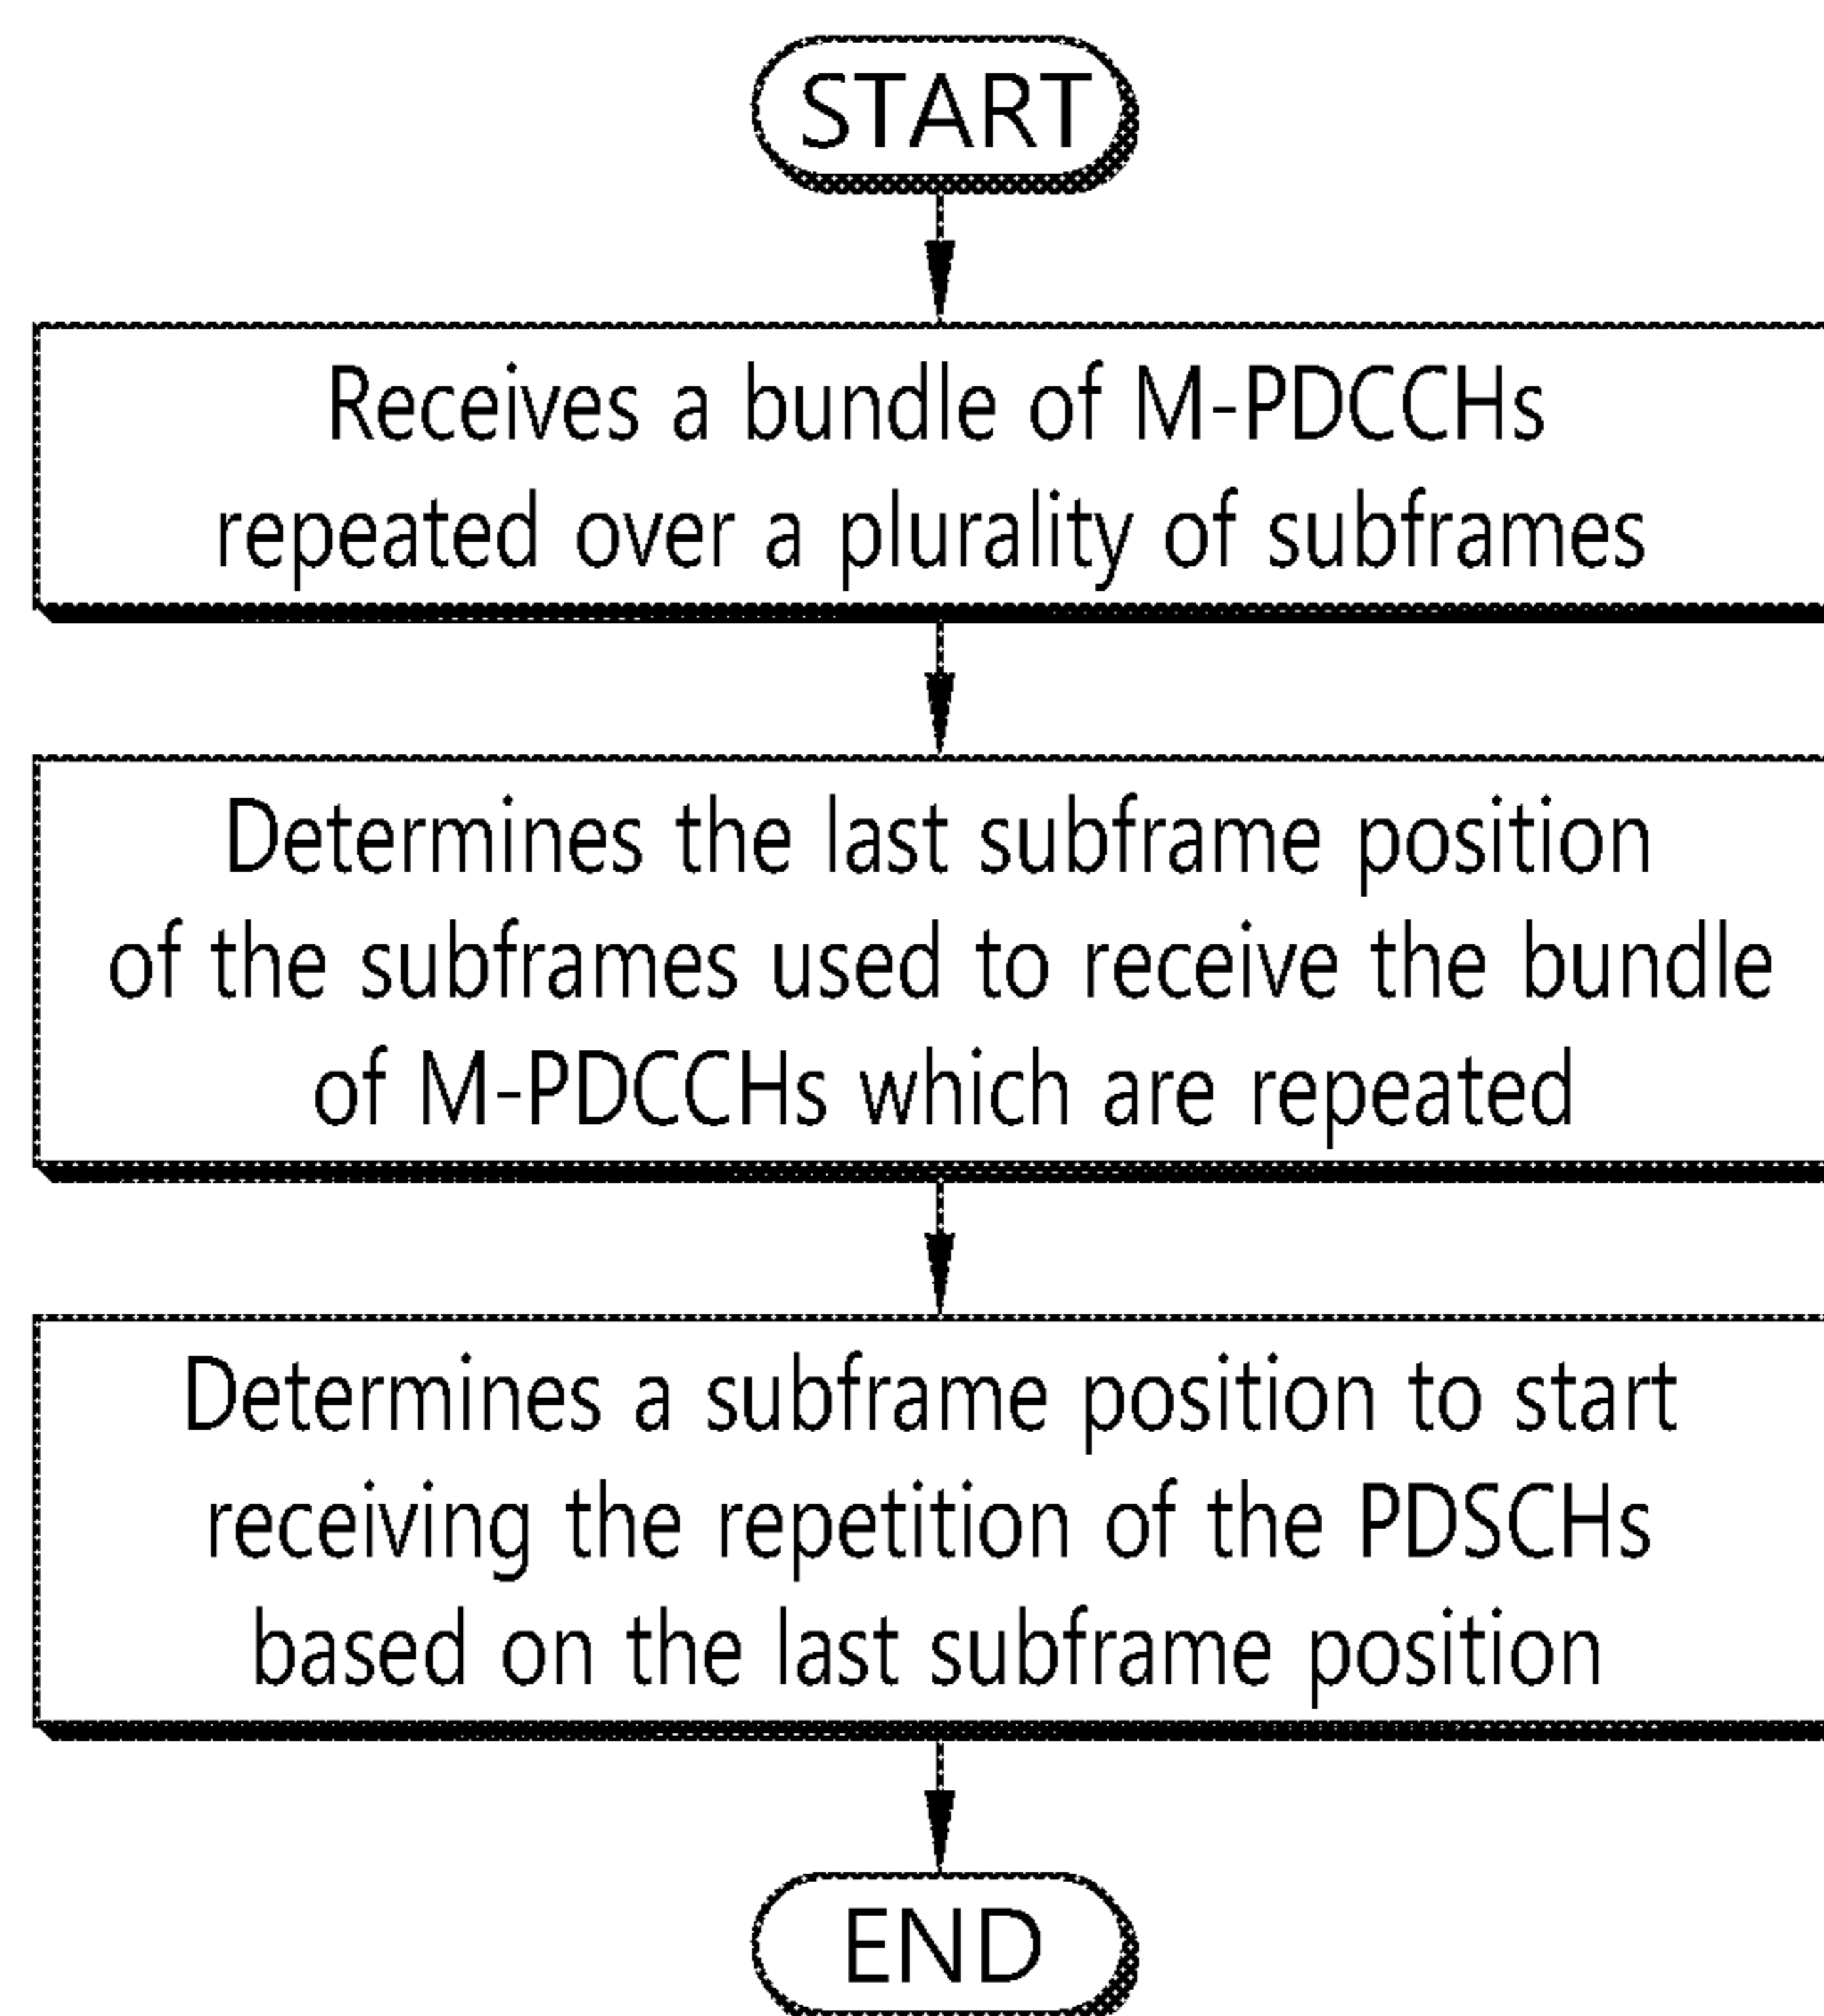 START
Receives a bundle of M-PDCCHs
repeated over a plurality of subframes
Determines the last subframe position
of the subframes used to receive the bundle
of M-PDCCHs which are repeated
Determines a subframe position to start
receiving the repetition of the PDSCHs
based on the last subframe position
END